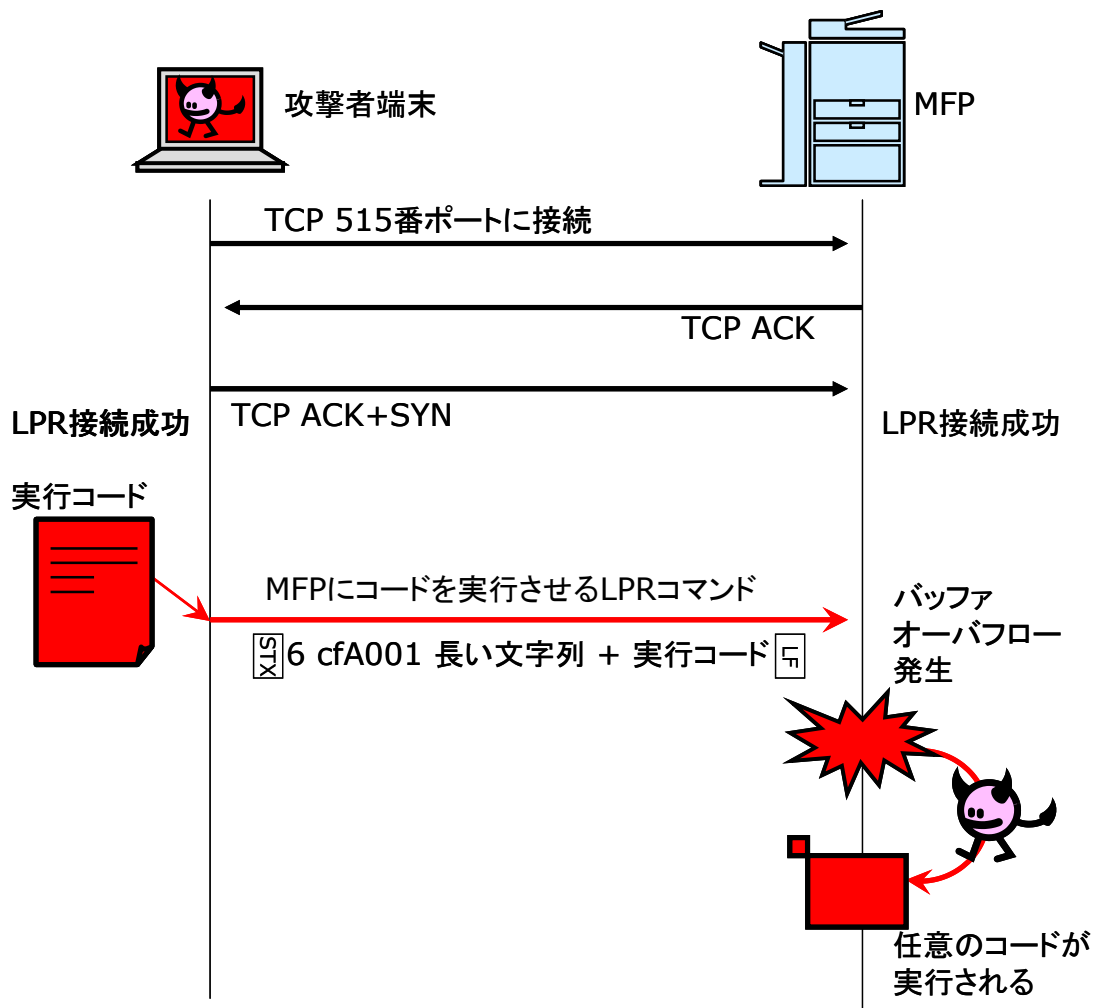 攻撃者端末
MFP
TCP 515番ポートに接続
TCP ACK
TCP ACK+SYN
LPR接続成功
LPR接続成功
実行コード
MFPにコードを実行させるLPRコマンド
STX 6 cfA001 長い文字列 + 実行コード LF
バッファ
オーバフロー
発生
任意のコードが
実行される